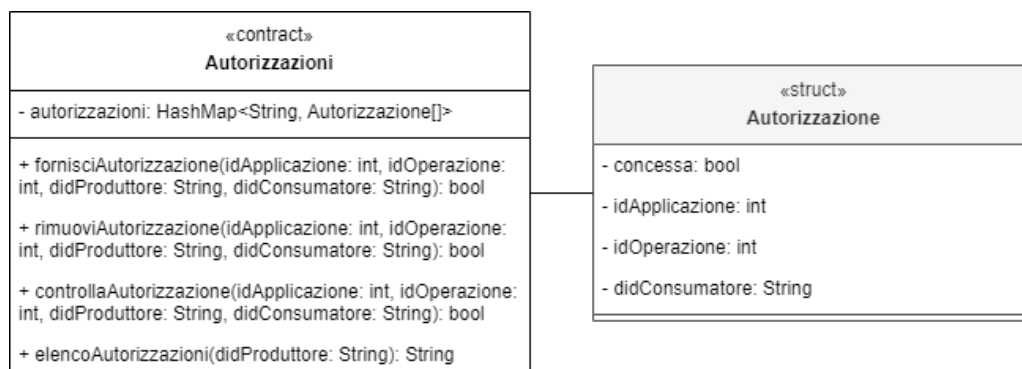 «contract»
Autorizzazioni
- autorizzazioni: HashMap<String, Autorizzazione[]>
+ fornisciAutorizzazione(idApplicazione: int, idOperazione:
int, didProduttore: String, didConsumatore: String): bool
+ rimuoviAutorizzazione(idApplicazione: int, idOperazione:
int, didProduttore: String, didConsumatore: String): bool
+ controllaAutorizzazione(idApplicazione: int, idOperazione:
int, didProduttore: String, didConsumatore: String): bool
+ elencoAutorizzazioni(didProduttore: String): String
«struct»
Autorizzazione
- concessa: bool
- idApplicazione: int
- idOperazione: int
- didConsumatore: String